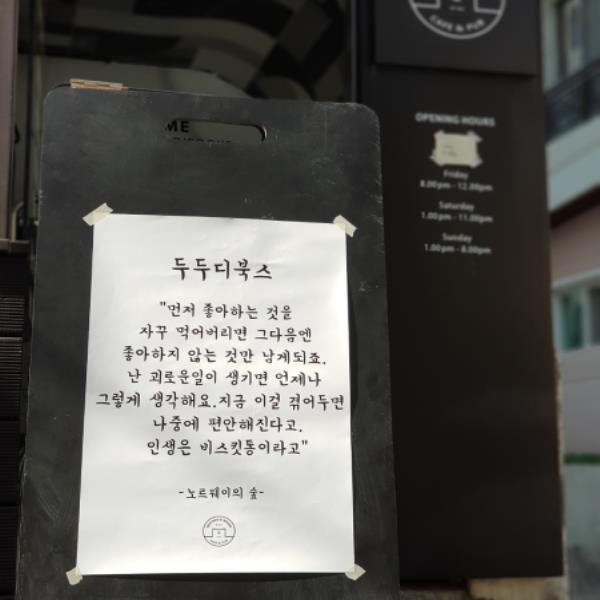 CAFE & PUB
OPENING HOURS
Friday
8.00pm - 12.00pm
Saturday
1.00pm - 11.00pm
Sunday
1.00pm - 8.00pm
ME
두두디북스
"먼저 좋아하는 것을
자꾸 먹어버리면 그다음엔
좋아하지 않는 것만 남게되죠.
난 괴로운일이 생기면 언제나
그렇게 생각해요.지금 이걸 겪어두면
나중에 편안해진다고.
인생은 비스킷통이라고"
-노르웨이의 숲-
CAFE & PUB